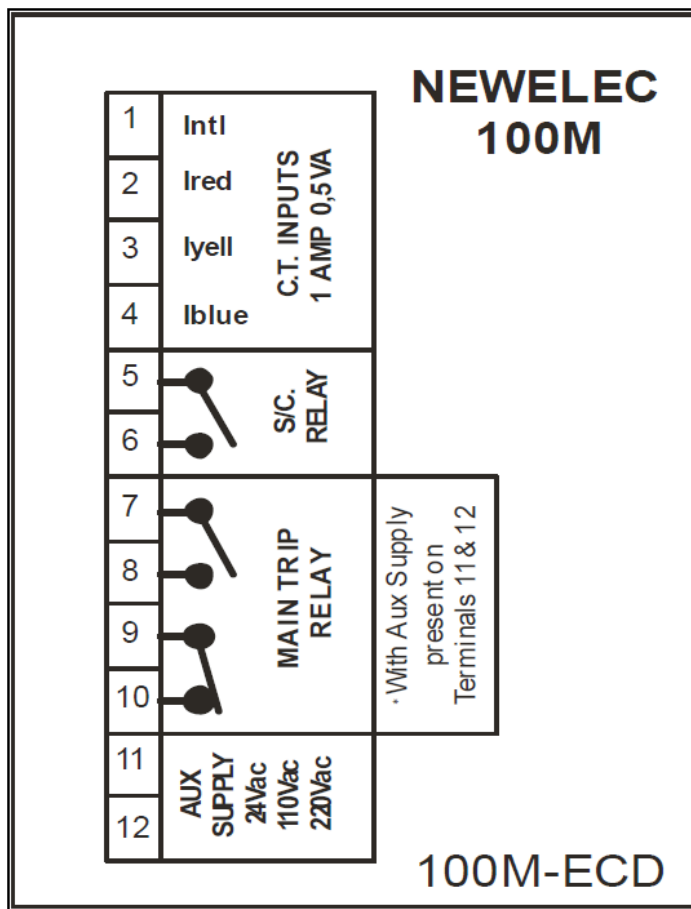 NEWELEC
100M
1
Intl
2
Ired
3
Iyell
4
Iblue
C.T. INPUTS
1 AMP 0,5VA
5
6
S/C.
RELAY
7
8
9
10
MAIN TRIP
RELAY
* With Aux Supply
present on
Terminals 11 & 12
11
12
AUX
SUPPLY
24Vac
110Vac
220Vac
100M-ECD